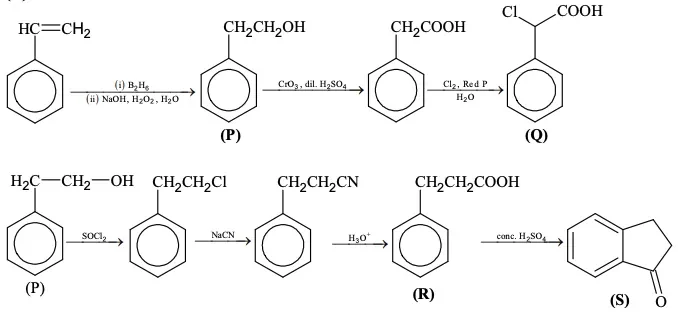 HC=CH2
(i) B2H6
(ii) NaOH, H2O2, H2O
CH2CH2OH
(P)
CrO3, dil. H2SO4
CH2COOH
Cl2, Red P
H2O
Cl COOH
(Q)
H2C—CH2—OH
(P)
SOCl2
CH2CH2Cl
NaCN
CH2CH2CN
H3O+
CH2CH2COOH
(R)
conc. H2SO4
O
(S)